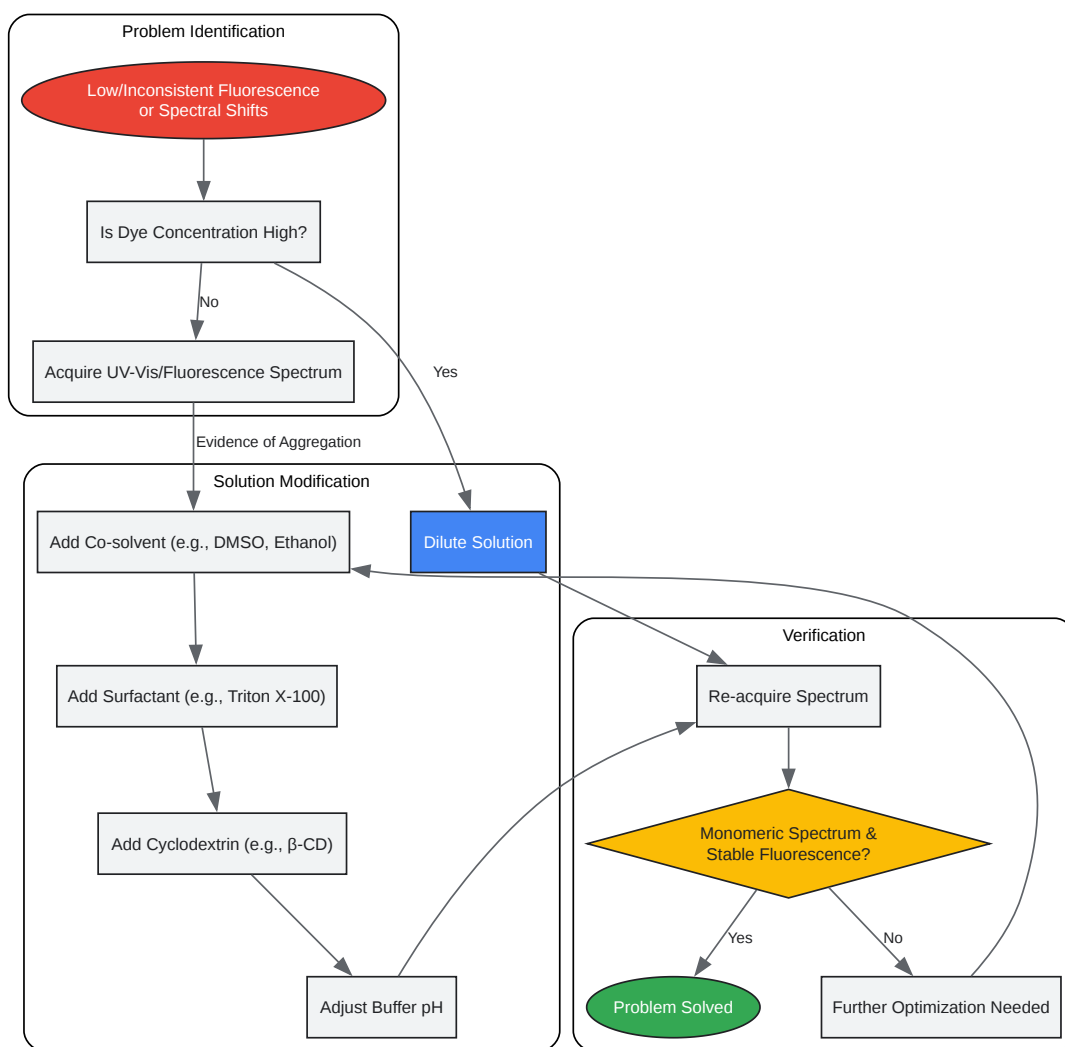 Problem Identification
Low/Inconsistent Fluorescence
or Spectral Shifts
Is Dye Concentration High?
No
Yes
Acquire UV-Vis/Fluorescence Spectrum
Evidence of Aggregation
Solution Modification
Add Co-solvent (e.g., DMSO, Ethanol)
Dilute Solution
Add Surfactant (e.g., Triton X-100)
Add Cyclodextrin (e.g., β-CD)
Adjust Buffer pH
Verification
Re-acquire Spectrum
Monomeric Spectrum &
Stable Fluorescence?
Yes
No
Problem Solved
Further Optimization Needed